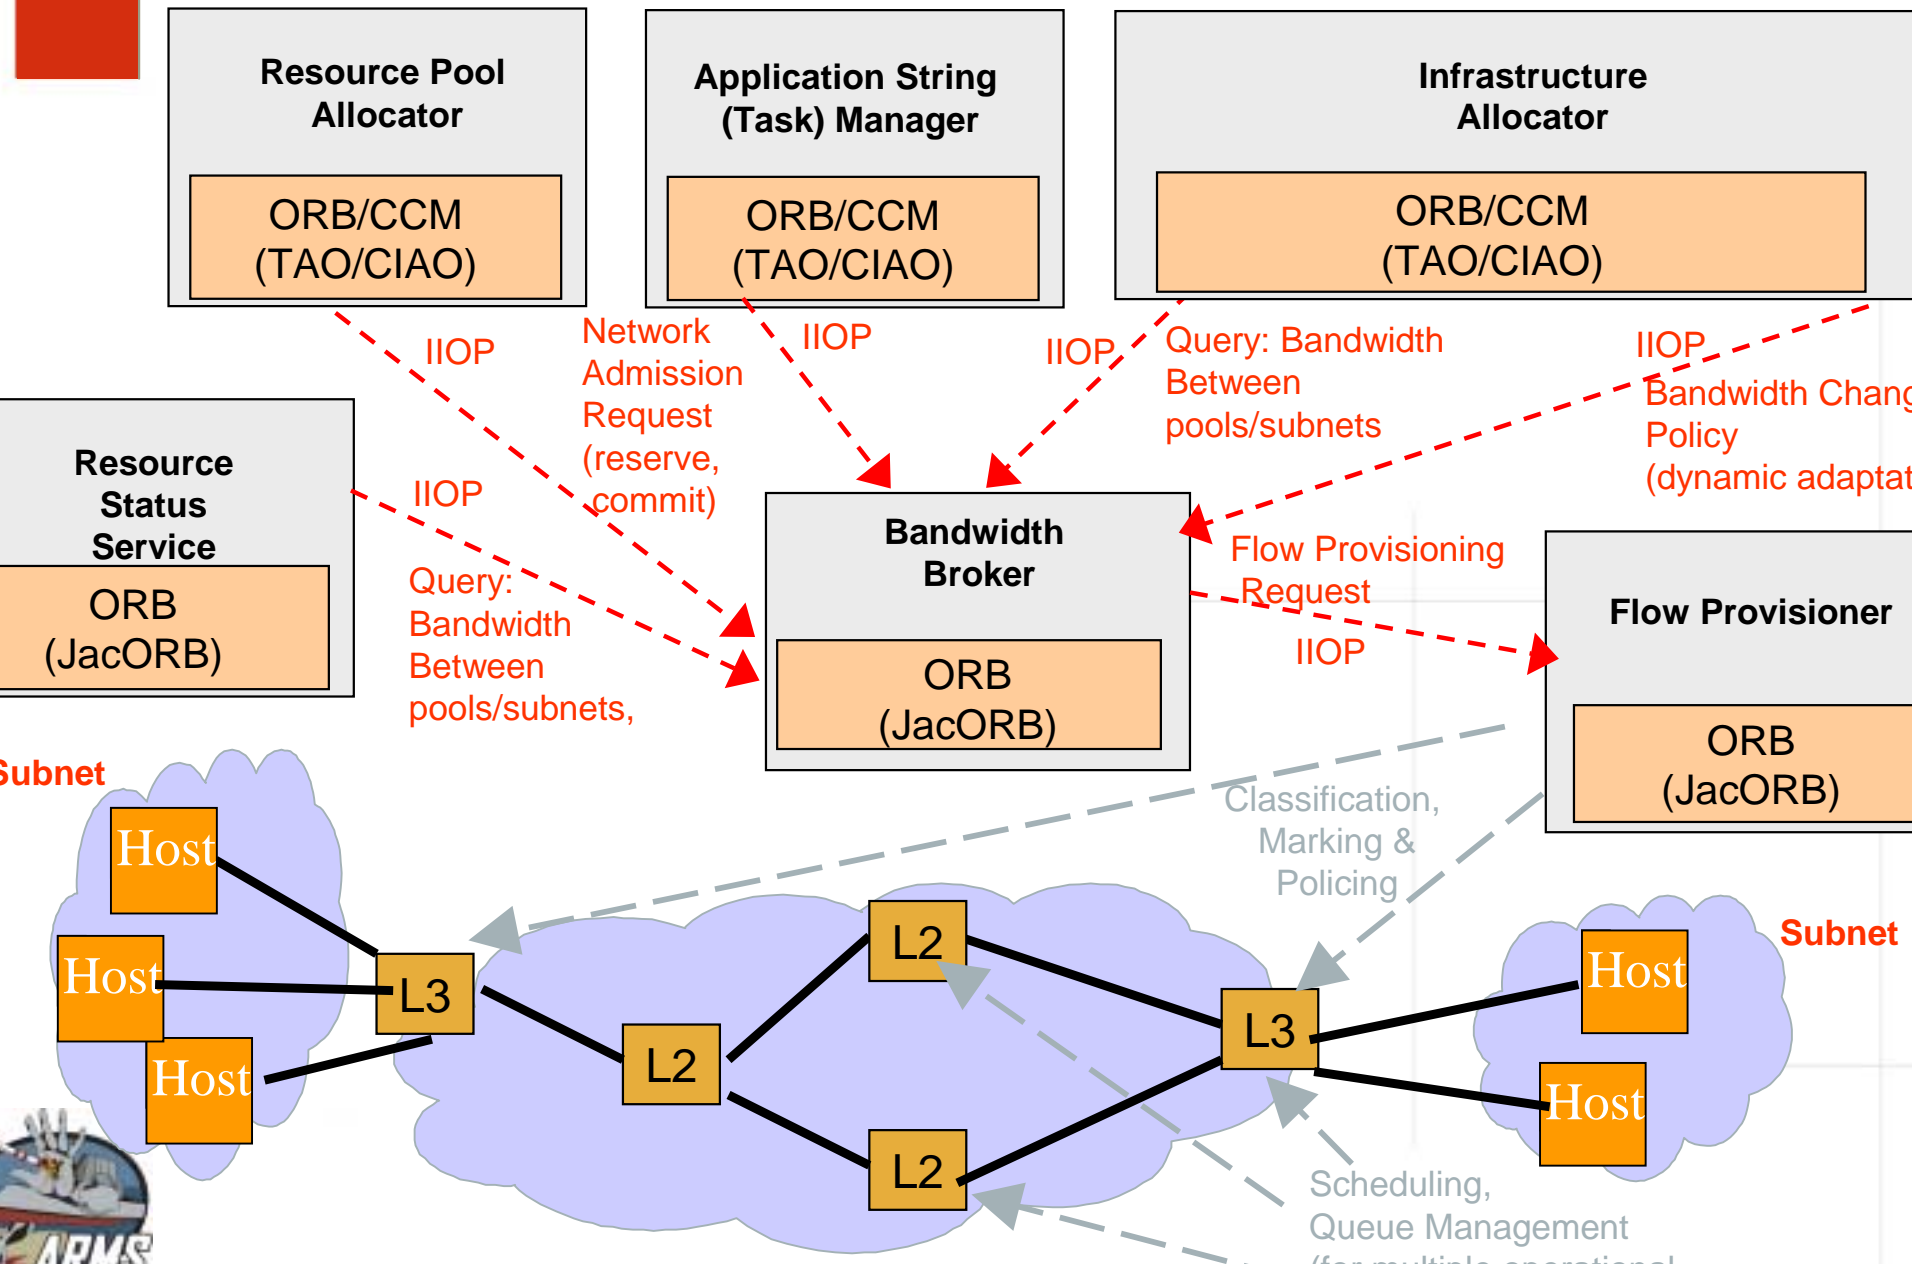 Resource Pool
Allocator
ORB/CCM
(TAO/CIAO)
Application String
(Task) Manager
ORB/CCM
(TAO/CIAO)
Infrastructure
Allocator
ORB/CCM
(TAO/CIAO)
IIOP
Network
Admission
Request
(reserve,
commit)
IIOP
IIOP
Query: Bandwidth
Between
pools/subnets
IIOP
Bandwidth Chang
Policy
(dynamic adaptat
Resource
Status
Service
ORB
(JacORB)
IIOP
Query:
Bandwidth
Between
pools/subnets,
Bandwidth
Broker
ORB
(JacORB)
Flow Provisioning
Request
IIOP
Flow Provisioner
ORB
(JacORB)
Subnet
Host
Host
Host
L3
L2
L2
L2
L3
Classification,
Marking &
Policing
Subnet
Host
Host
Scheduling,
Queue Management
(for multiple operational
ARMS